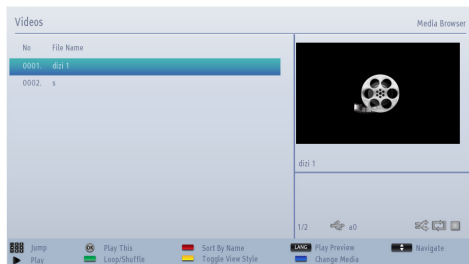 Videos
Media Browser
No File Name
0001. dizi 1
0002. s
dizi 1
1/2 a0
Jump OK Play This Sort By Name LANG Play Preview Navigate
Play Loop/Shuffle Toggle View Style Change Media